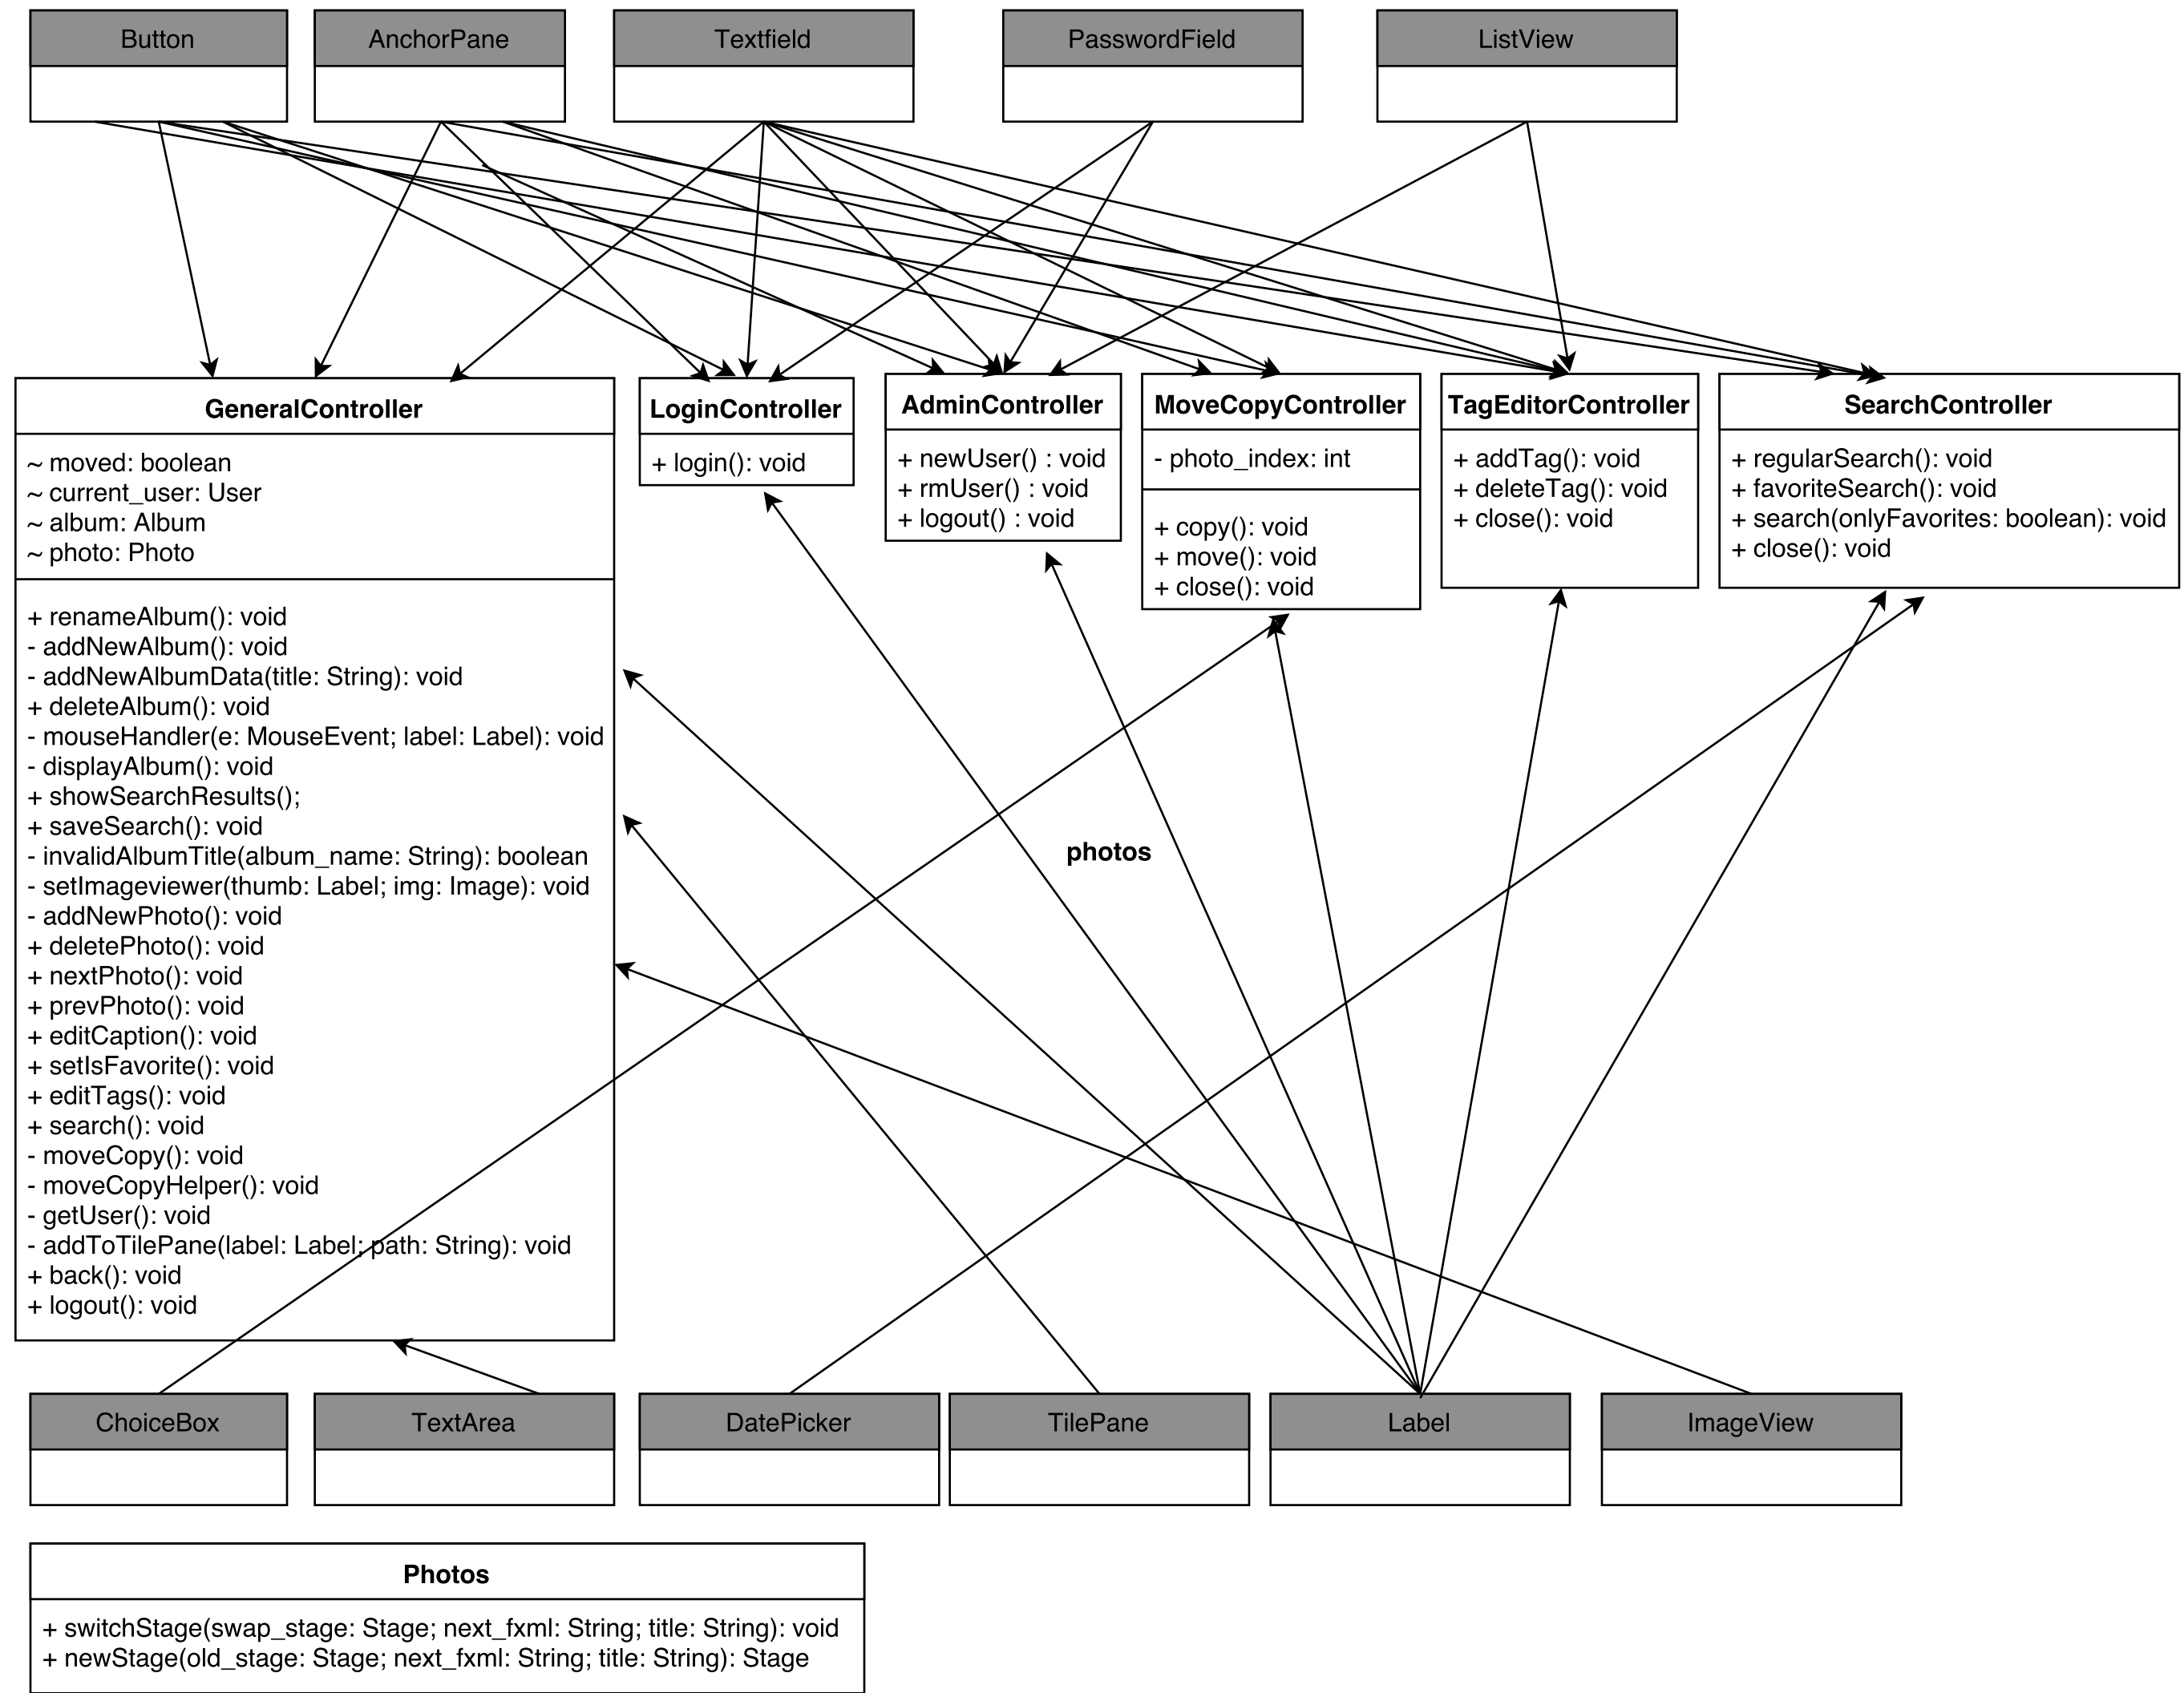 Button
AnchorPane
Textfield
PasswordField
ListView
GeneralController
~ moved: boolean
~ current_user: User
~ album: Album
~ photo: Photo
+ renameAlbum(): void
- addNewAlbum(): void
- addNewAlbumData(title: String): void
+ deleteAlbum(): void
- mouseHandler(e: MouseEvent; label: Label): void
- displayAlbum(): void
+ showSearchResults();
+ saveSearch(): void
- invalidAlbumTitle(album_name: String): boolean
- setImageviewer(thumb: Label; img: Image): void
- addNewPhoto(): void
+ deletePhoto(): void
+ nextPhoto(): void
+ prevPhoto(): void
+ editCaption(): void
+ setIsFavorite(): void
+ editTags(): void
+ search(): void
- moveCopy(): void
- moveCopyHelper(): void
- getUser(): void
- addToTilePane(label: Label; path: String): void
+ back(): void
+ logout(): void
LoginController
+ login(): void
AdminController
+ newUser() : void
+ rmUser() : void
+ logout() : void
MoveCopyController
- photo_index: int
+ copy(): void
+ move(): void
+ close(): void
TagEditorController
+ addTag(): void
+ deleteTag(): void
+ close(): void
SearchController
+ regularSearch(): void
+ favoriteSearch(): void
+ search(onlyFavorites: boolean): void
+ close(): void
photos
ChoiceBox
TextArea
DatePicker
TilePane
Label
ImageView
Photos
+ switchStage(swap_stage: Stage; next_fxml: String; title: String): void
+ newStage(old_stage: Stage; next_fxml: String; title: String): Stage